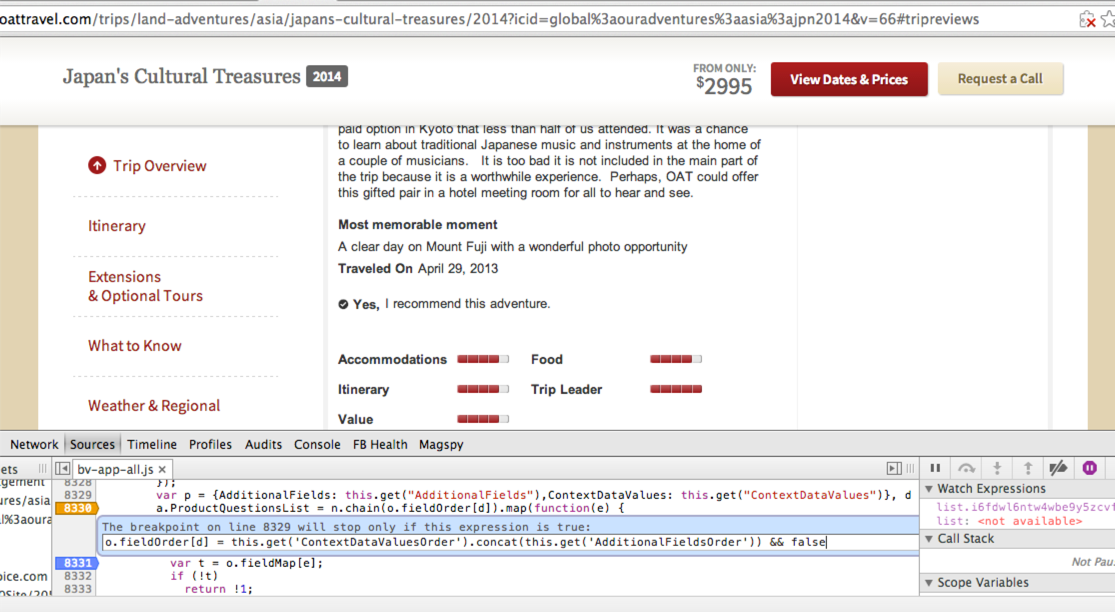 oattravel.com/trips/land-adventures/asia/japans-cultural-treasures/2014?icid=global%3aouradventures%3aasia%3ajpn2014&v=66#tripreviews
Japan's Cultural Treasures 2014
FROM ONLY:
$2995
View Dates & Prices
Request a Call
Trip Overview
Itinerary
Extensions
& Optional Tours
What to Know
Weather & Regional
paid option in Kyoto that less than half of us attended. It was a chance
to learn about traditional Japanese music and instruments at the home of
a couple of musicians. It is too bad it is not included in the main part of
the trip because it is a worthwhile experience. Perhaps, OAT could offer
this gifted pair in a hotel meeting room for all to hear and see.
Most memorable moment
A clear day on Mount Fuji with a wonderful photo opportunity
Traveled On April 29, 2013
Yes, I recommend this adventure.
Accommodations Food
Itinerary Trip Leader
Value
Network Sources Timeline Profiles Audits Console FB Health Magspy
ets
bv-app-all.js ×
gement
ures/asia
l%3aoura
oice.com
8328 });
8329 var p = {AdditionalFields: this.get("AdditionalFields"),ContextDataValues: this.get("ContextDataValues")}, d
8330 a.ProductQuestionsList = n.chain(o.fieldOrder[d]).map(function(e) {
The breakpoint on line 8329 will stop only if this expression is true:
o.fieldOrder[d] = this.get('ContextDataValuesOrder').concat(this.get('AdditionalFieldsOrder')) && false
8331 var t = o.fieldMap[e];
8332 if (!t)
8333 return !1;
Watch Expressions
list.i6fdwl6ntw4wbe9y5zcvf
list: <not available>
Call Stack
Not Pau
Scope Variables